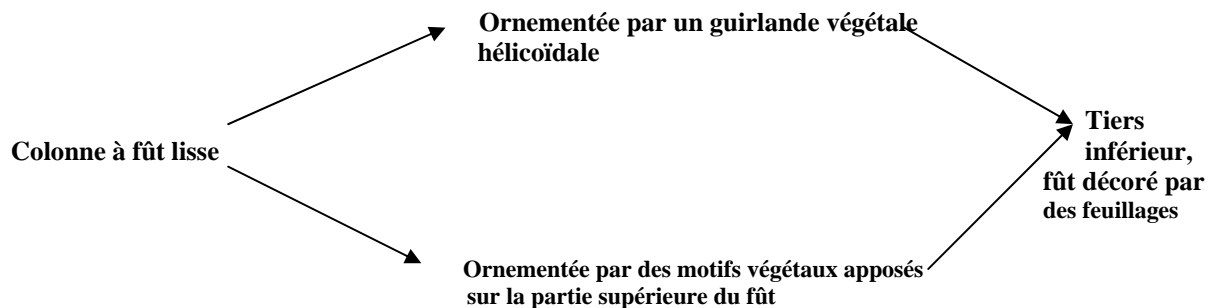 Ornementée par un guirlande végétale
hélicoïdale
Colonne à fût lisse
Tiers
inférieur,
fût décoré par
des feuillages
Ornementée par des motifs végétaux apposés
sur la partie supérieure du fût